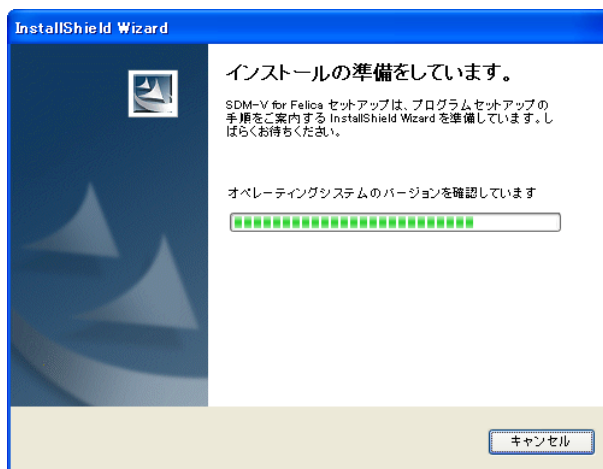 InstallShield Wizard
インストールの準備をしています。
SDM-V for Felica セットアップは、プログラムセットアップの
手順をご案内する InstallShield Wizard を準備しています。し
ばらくお待ちください。
オペレーティングシステムのバージョンを確認しています
キャンセル